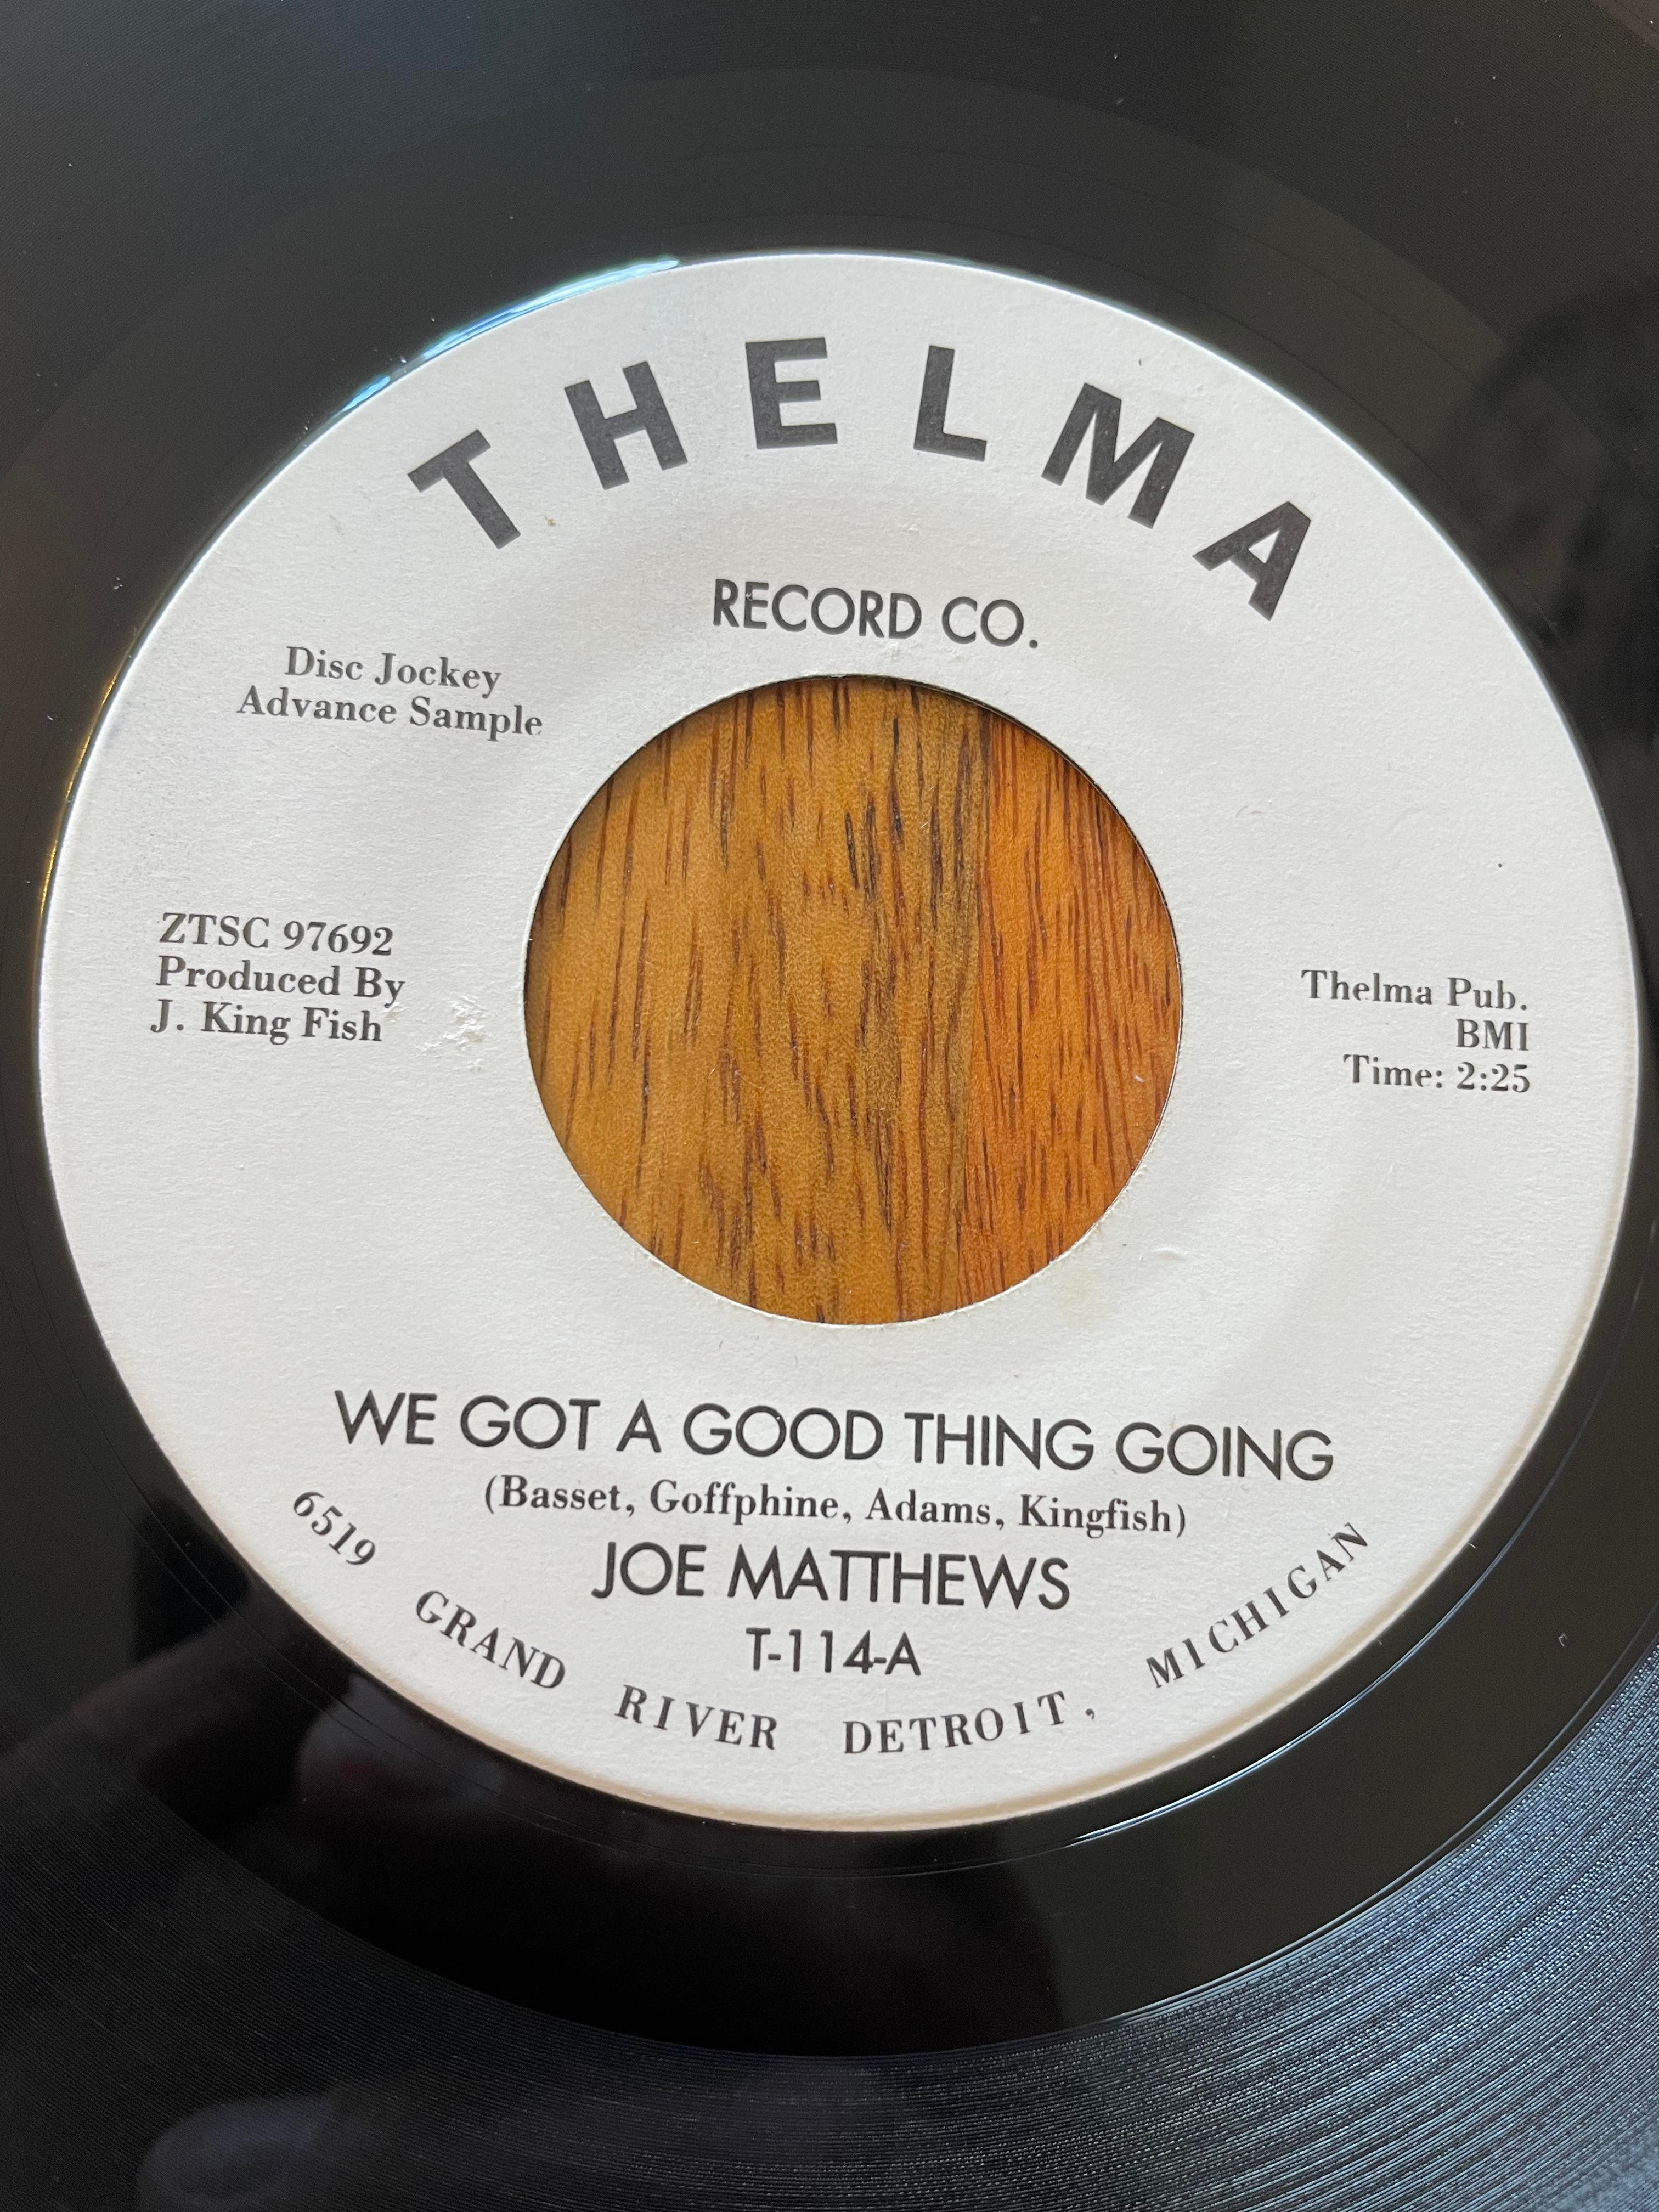 THELMA
RECORD CO.
Disc Jockey
Advance Sample
ZTSC 97692
Produced By
J. King Fish
Thelma Pub.
BMI
Time: 2:25
WE GOT A GOOD THING GOING
(Basset, Goffphine, Adams, Kingfish)
JOE MATTHEWS
T-114-A
6519 GRAND RIVER DETROIT, MICHIGAN